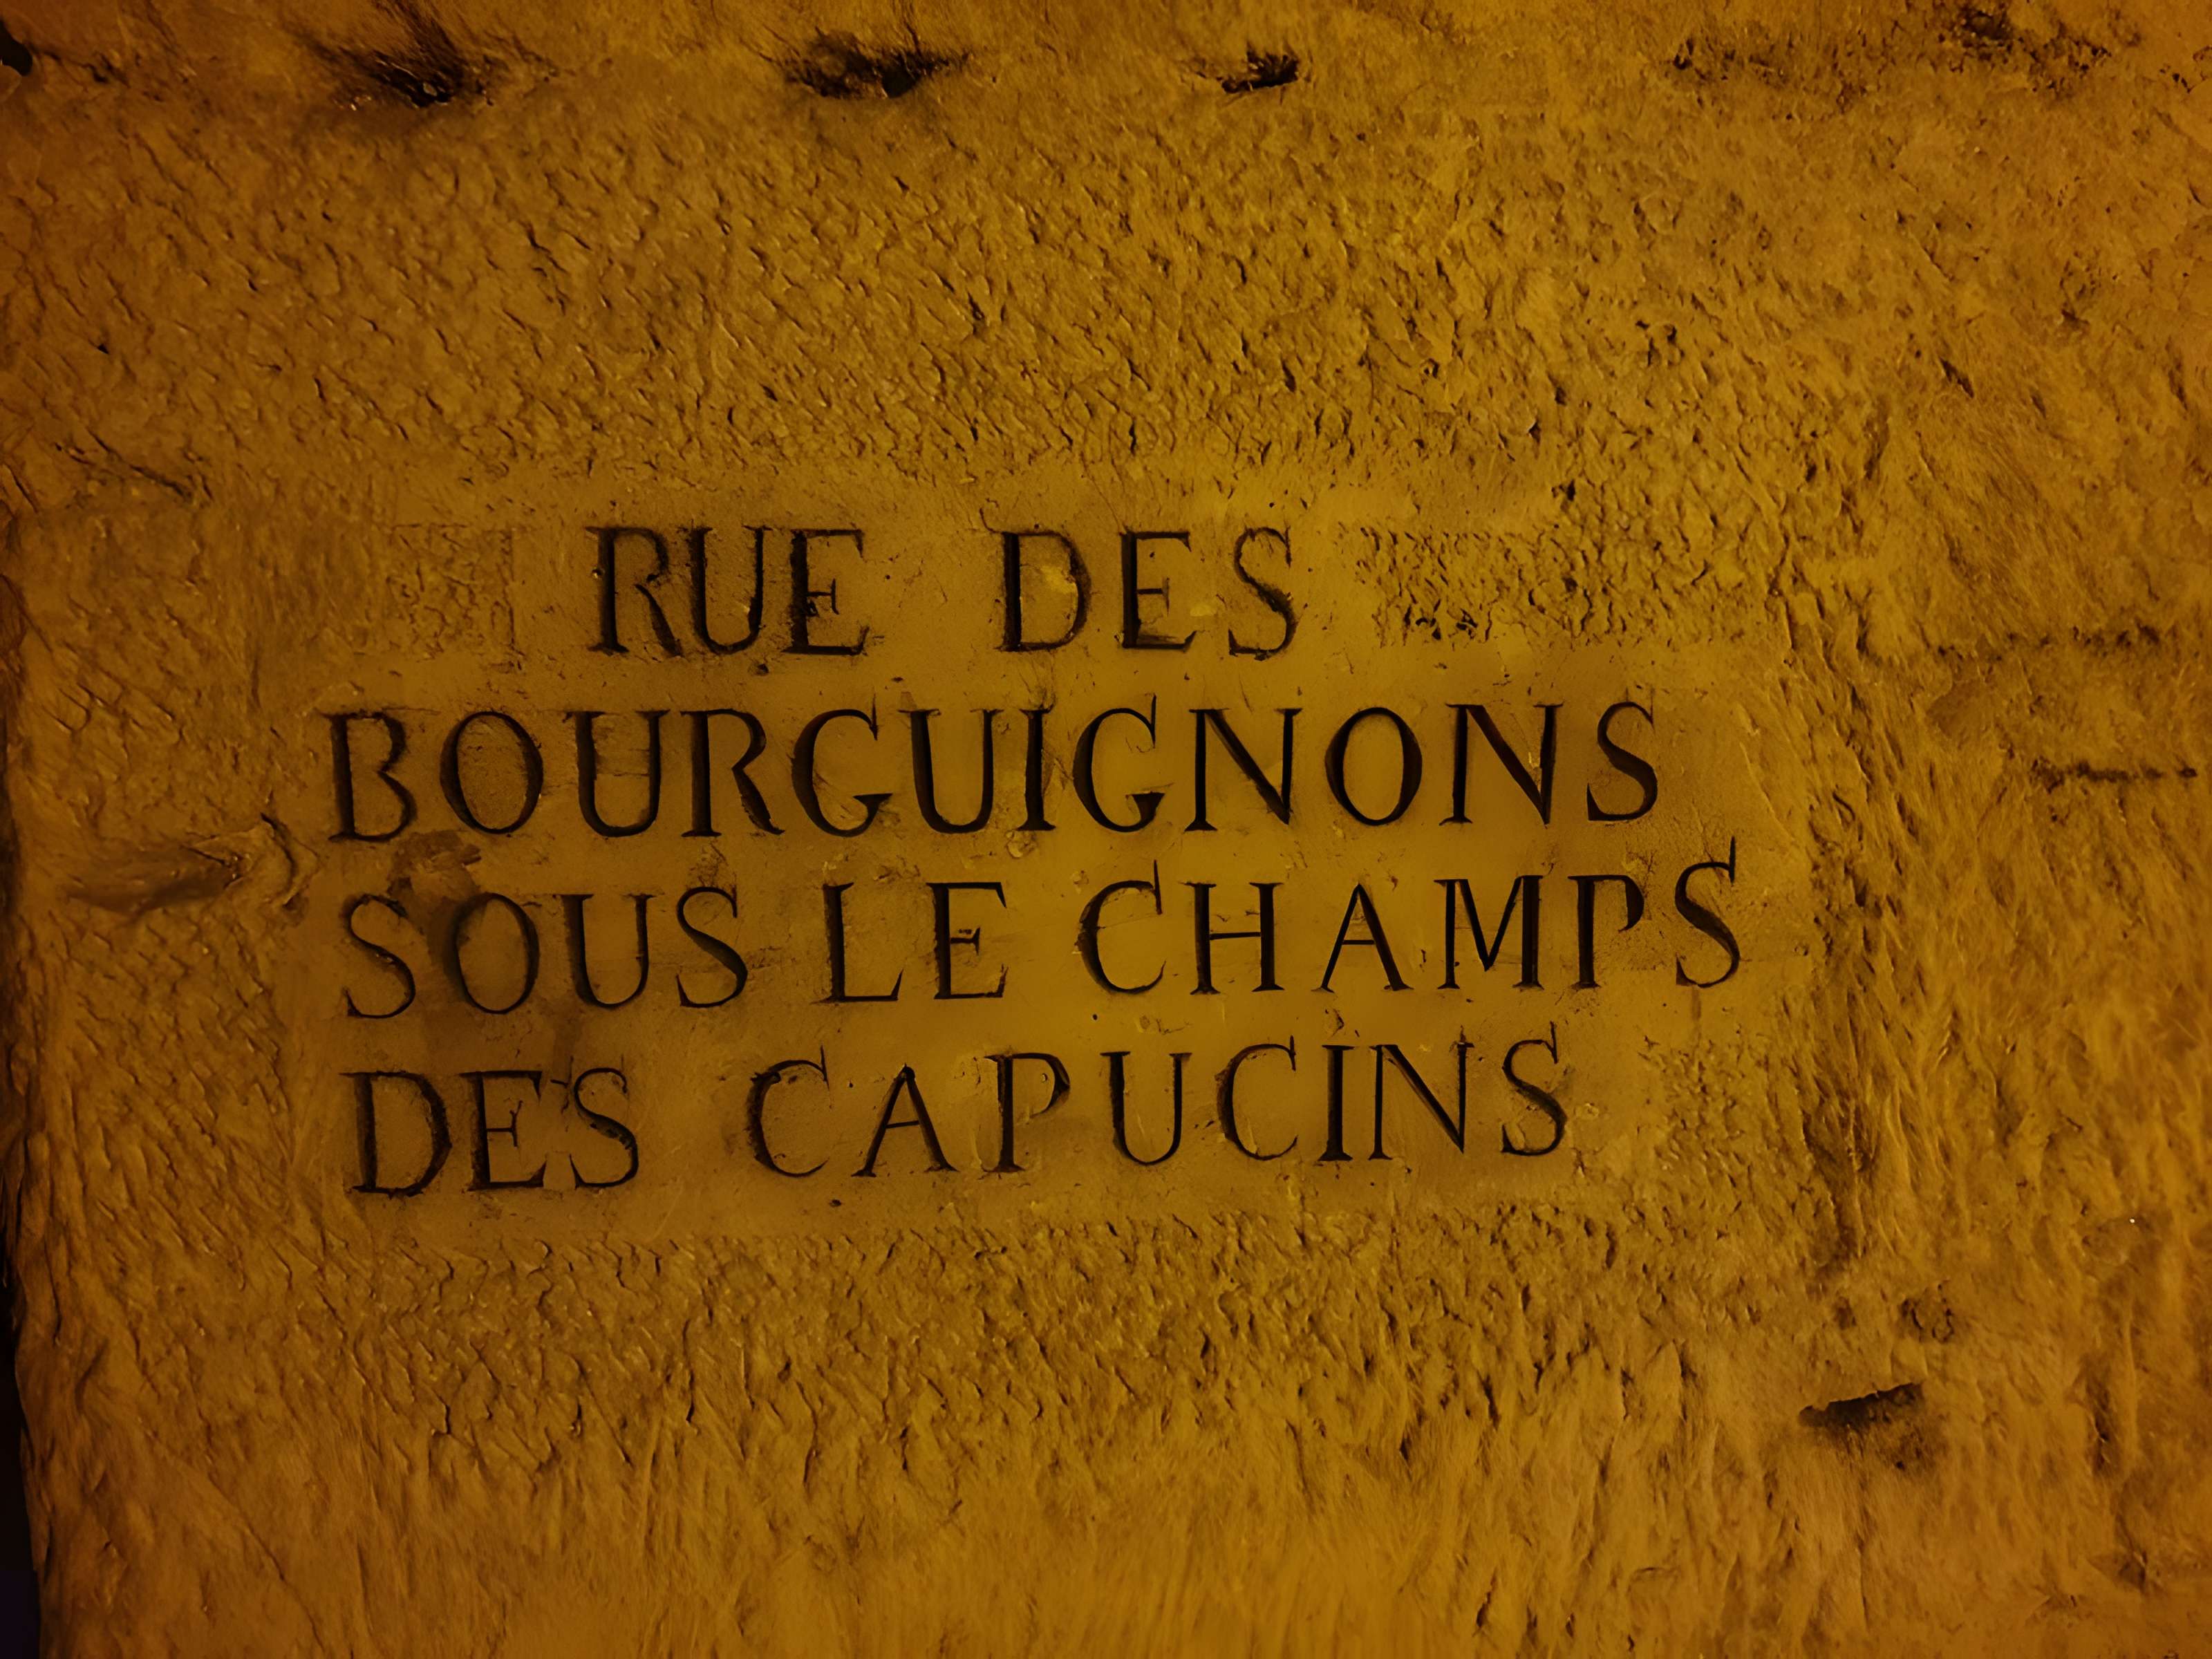 RUE DES
BOURGUIGNONS
SOUS LE CHAMPS
DES CAPUCINS